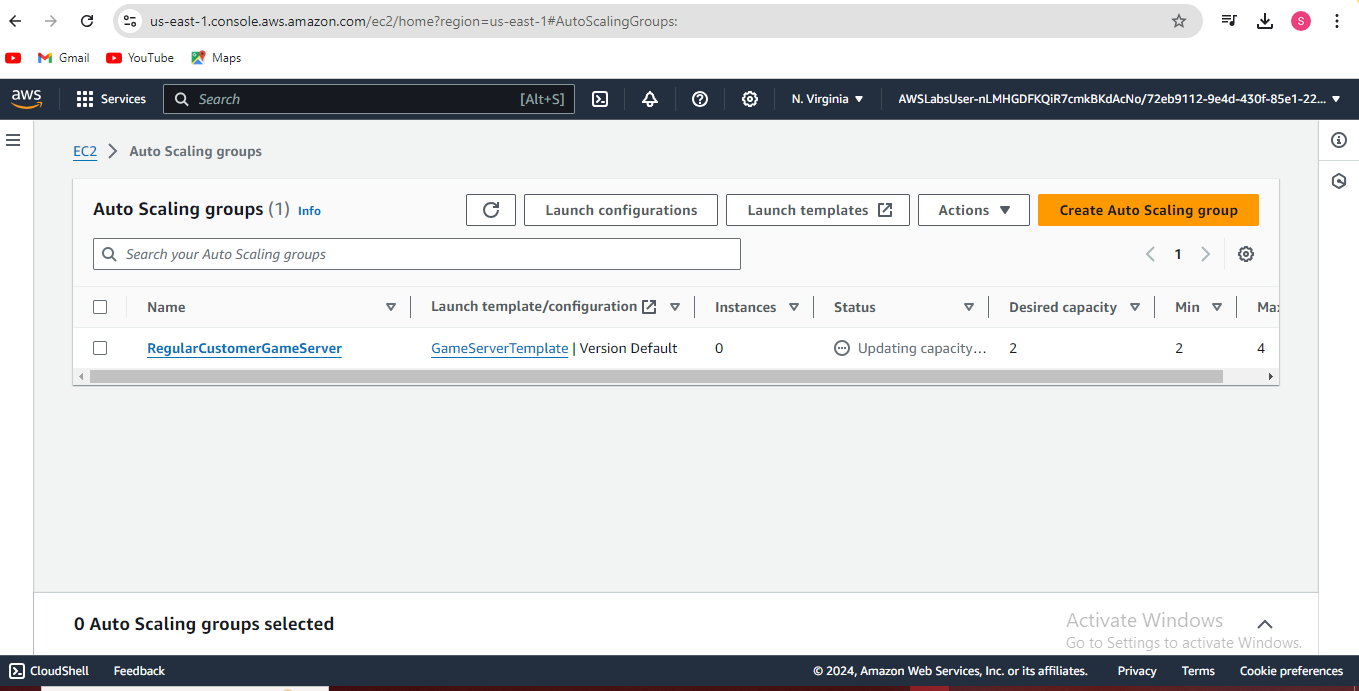 us-east-1.console.aws.amazon.com/ec2/home?region=us-east-1#AutoScalingGroups:
S
Gmail YouTube Maps
aws Services Search [Alt+S] N. Virginia AWSLabsUser-nLMHGDFKQiR7cmkBKdAcNo/72eb9112-9e4d-430f-85e1-22...
EC2 Auto Scaling groups
Auto Scaling groups (1) Info Launch configurations Launch templates Actions Create Auto Scaling group
Search your Auto Scaling groups 1
Name Launch template/configuration Instances Status Desired capacity Min Max
RegularCustomerGameServer GameServerTemplate | Version Default 0 Updating capacity... 2 2 4
0 Auto Scaling groups selected
Activate Windows
Go to Settings to activate Windows.
CloudShell Feedback © 2024, Amazon Web Services, Inc. or its affiliates. Privacy Terms Cookie preferences